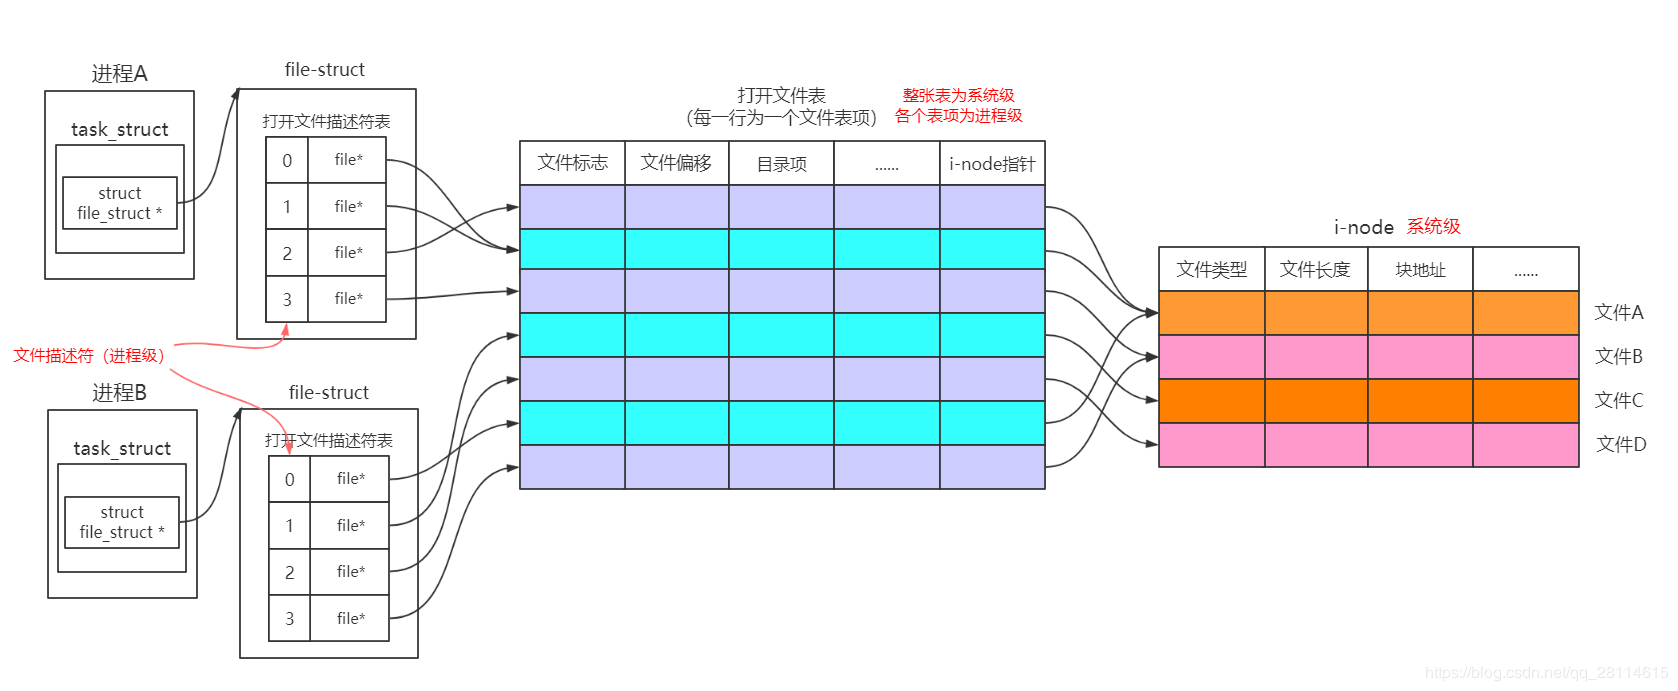 进程A
task_struct
struct
file_struct *
file-struct
打开文件描述符表
0 file*
1 file*
2 file*
3 file*
文件描述符（进程级）
进程B
task_struct
struct
file_struct *
file-struct
打开文件描述符表
0 file*
1 file*
2 file*
3 file*
打开文件表
（每一行为一个文件表项）
整张表为系统级
各个表项为进程级
文件标志 文件偏移 目录项 ...... i-node指针
i-node 系统级
文件类型 文件长度 块地址 ......
文件A
文件B
文件C
文件D
https://blog.csdn.net/qq_28114615